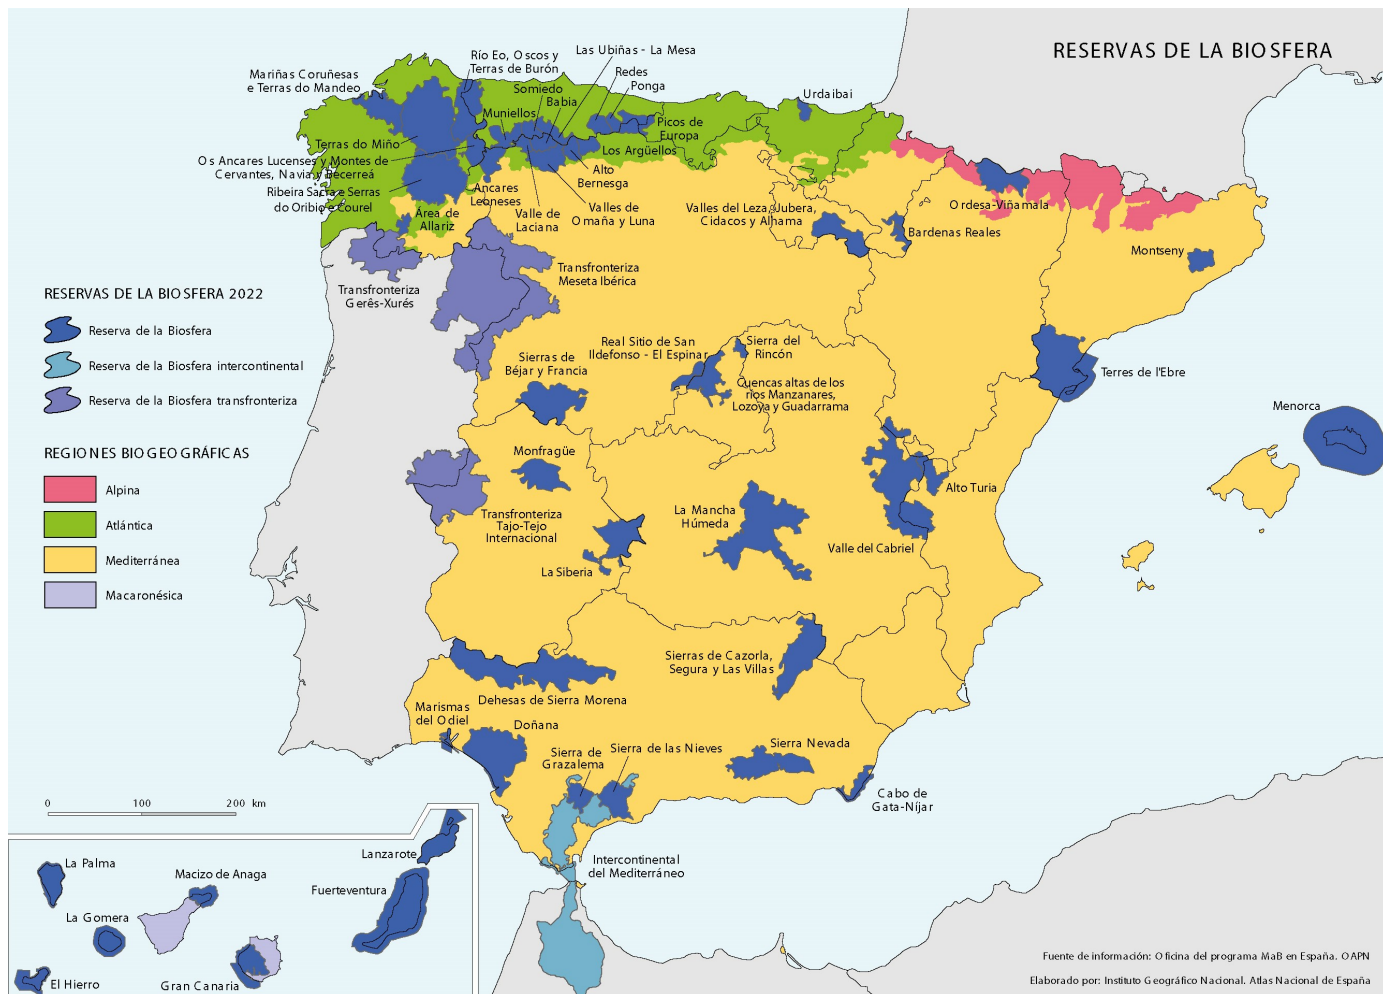 RESERVAS DE LA BIOSFERA
Río Eo, Oscos y
Terras de Burón
Las Ubiñas - La Mesa
Mariñas Coruñesas
e Terras do Mandeo
Redes
Ponga
Somiedo
Babia
Muniellos
Urdaibai
Picos de
Europa
Terras do Miño
Los Argüellos
Os Ancares Lucenses y Montes de
Cervantes, Navia y Becerreá
Alto
Bernesga
Ribeira Sacra e Serras
do Oribio e Courel
Ancares
Leoneses
Área de
Allariz
Valle de
Laciana
Valles de
Omaña y Luna
Valles del Leza, Jubera,
Cidacos y Alhama
Bardenas Reales
Ordesa-Viñamala
Montseny
Transfronteriza
Gerês-Xurés
Transfronteriza
Meseta Ibérica
RESERVAS DE LA BIOSFERA 2022
Reserva de la Biosfera
Reserva de la Biosfera intercontinental
Reserva de la Biosfera transfronteriza
REGIONES BIOGEOGRÁFICAS
Alpina
Atlántica
Mediterránea
Macaronésica
Sierras de
Béjar y Francia
Real Sitio de San
Ildefonso - El Espinar
Sierra del
Rincón
Cuencas altas de los
ríos Manzanares,
Lozoya y Guadarrama
Terres de l'Ebre
Menorca
Monfragüe
Transfronteriza
Tajo-Tejo
Internacional
La Mancha
Húmeda
Alto Turia
Valle del Cabriel
La Siberia
Sierras de Cazorla,
Segura y Las Villas
Dehesas de Sierra Morena
Marismas
del Odiel
Doñana
Sierra de
Grazalema
Sierra de las Nieves
Sierra Nevada
Cabo de
Gata-Níjar
Intercontinental
del Mediterráneo
0 100 200 km
La Palma
Macizo de Anaga
Lanzarote
Fuerteventura
La Gomera
El Hierro
Gran Canaria
Fuente de información: Oficina del programa MaB en España. OAPN
Elaborado por: Instituto Geográfico Nacional. Atlas Nacional de España